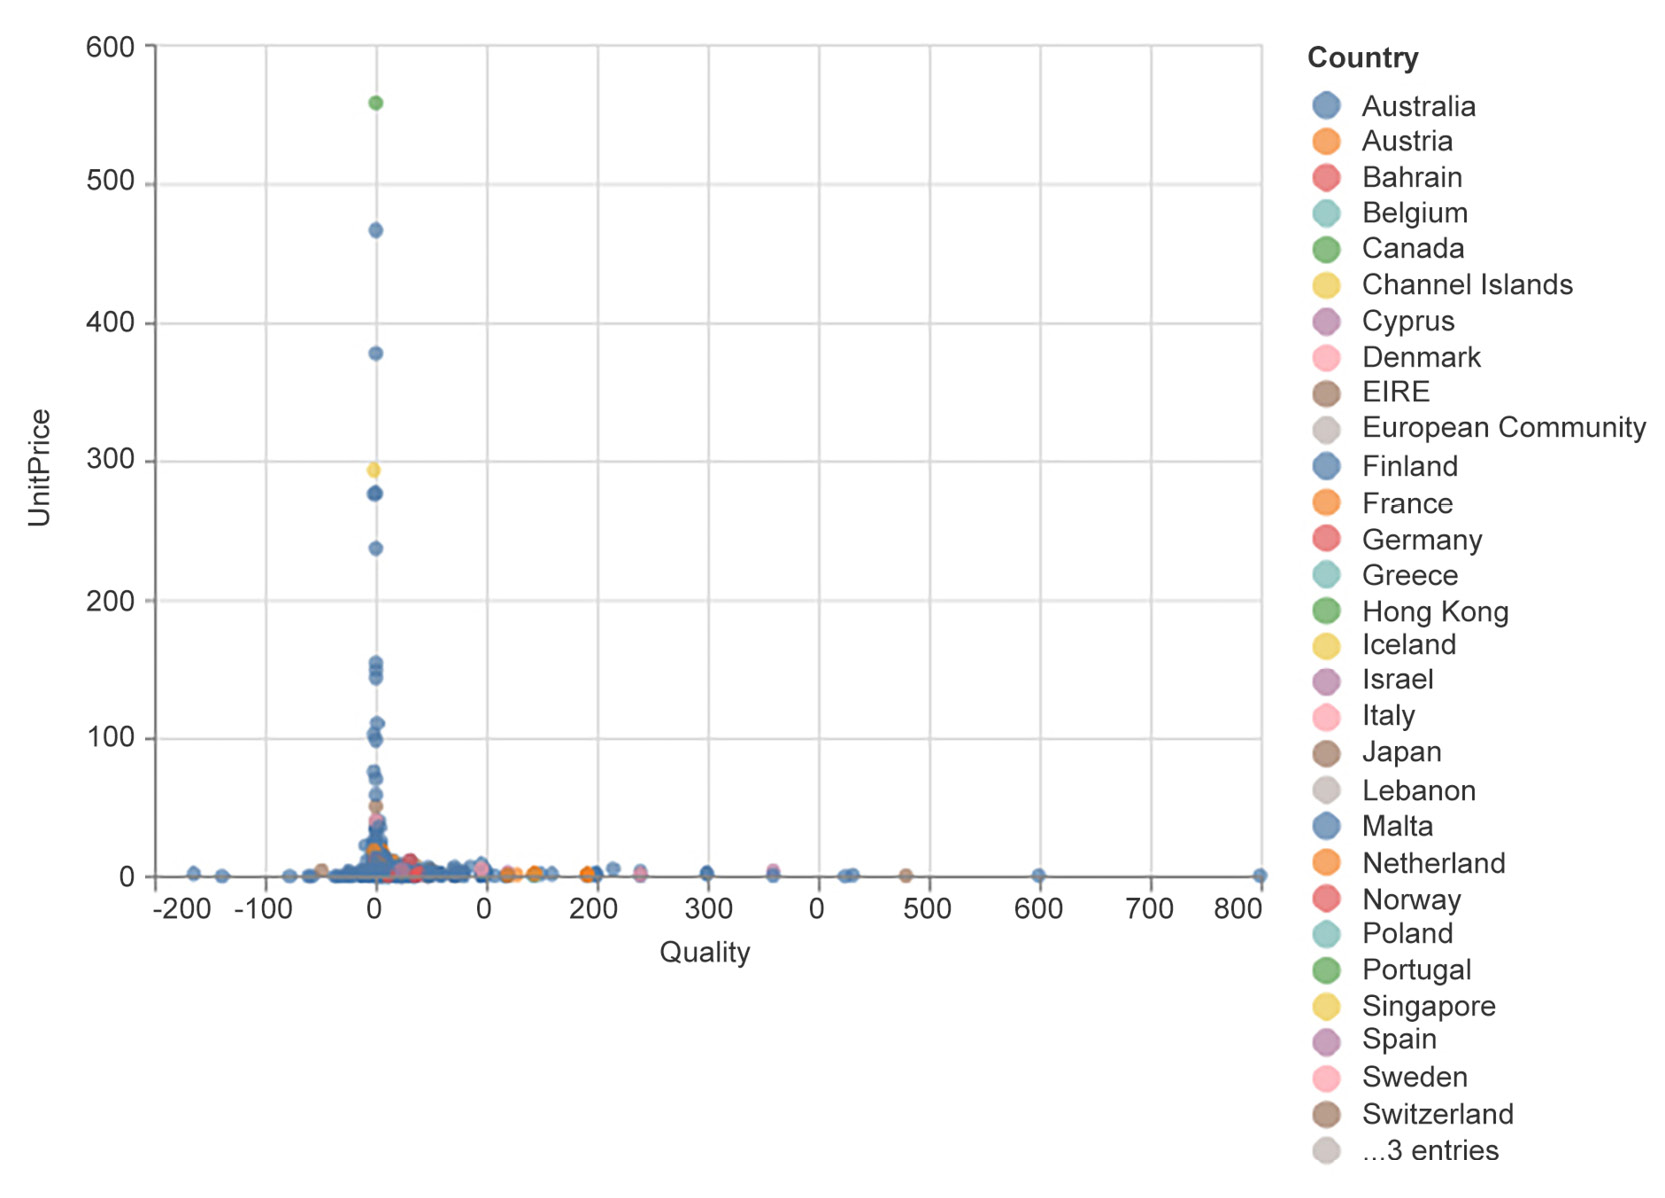 600
500
400
300
200
100
0
UnitPrice
-200 -100 0 0 200 300 0 500 600 700 800
Quality
Country
Australia
Austria
Bahrain
Belgium
Canada
Channel Islands
Cyprus
Denmark
EIRE
European Community
Finland
France
Germany
Greece
Hong Kong
Iceland
Israel
Italy
Japan
Lebanon
Malta
Netherland
Norway
Poland
Portugal
Singapore
Spain
Sweden
Switzerland
...3 entries